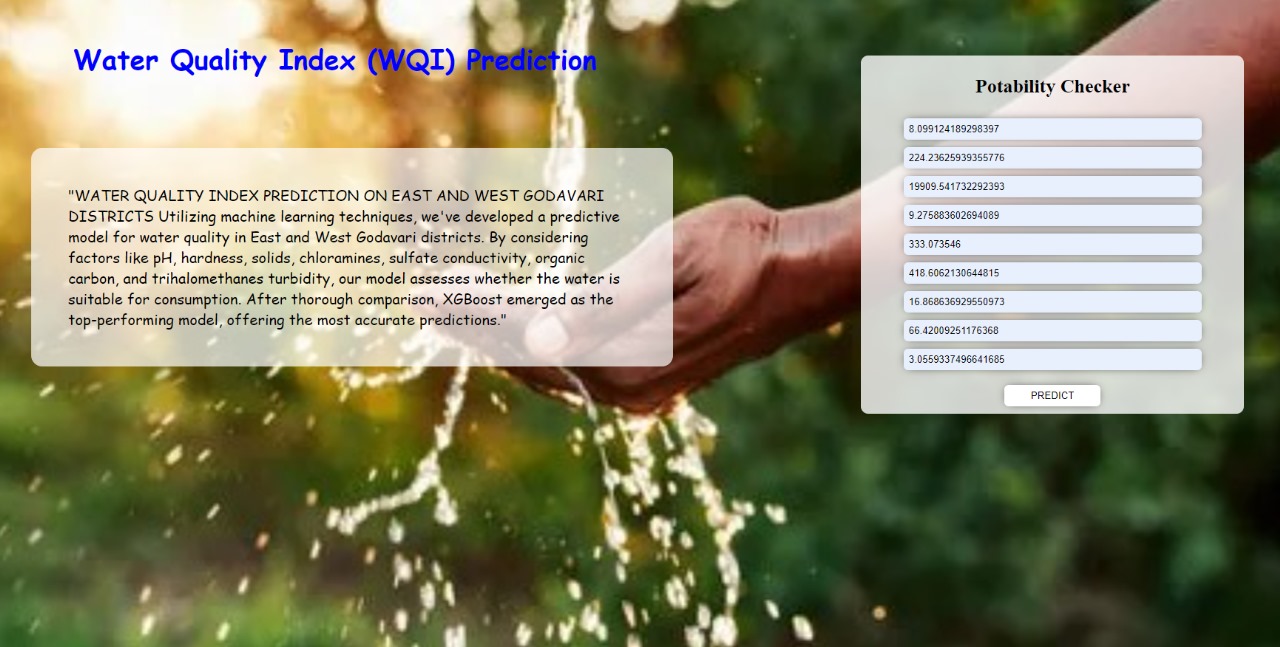 Water Quality Index (WQI) Prediction
"WATER QUALITY INDEX PREDICTION ON EAST AND WEST GODAVARI
DISTRICTS Utilizing machine learning techniques, we've developed a predictive
model for water quality in East and West Godavari districts. By considering
factors like pH, hardness, solids, chloramines, sulfate conductivity, organic
carbon, and trihalomethanes turbidity, our model assesses whether the water is
suitable for consumption. After thorough comparison, XGBoost emerged as the
top-performing model, offering the most accurate predictions."
Potability Checker
8.099124189298397
224.23625939355776
19909.541732292393
9.275883602694089
333.073546
418.6062130644815
16.868636929550973
66.42009251176368
3.0559337496641685
PREDICT